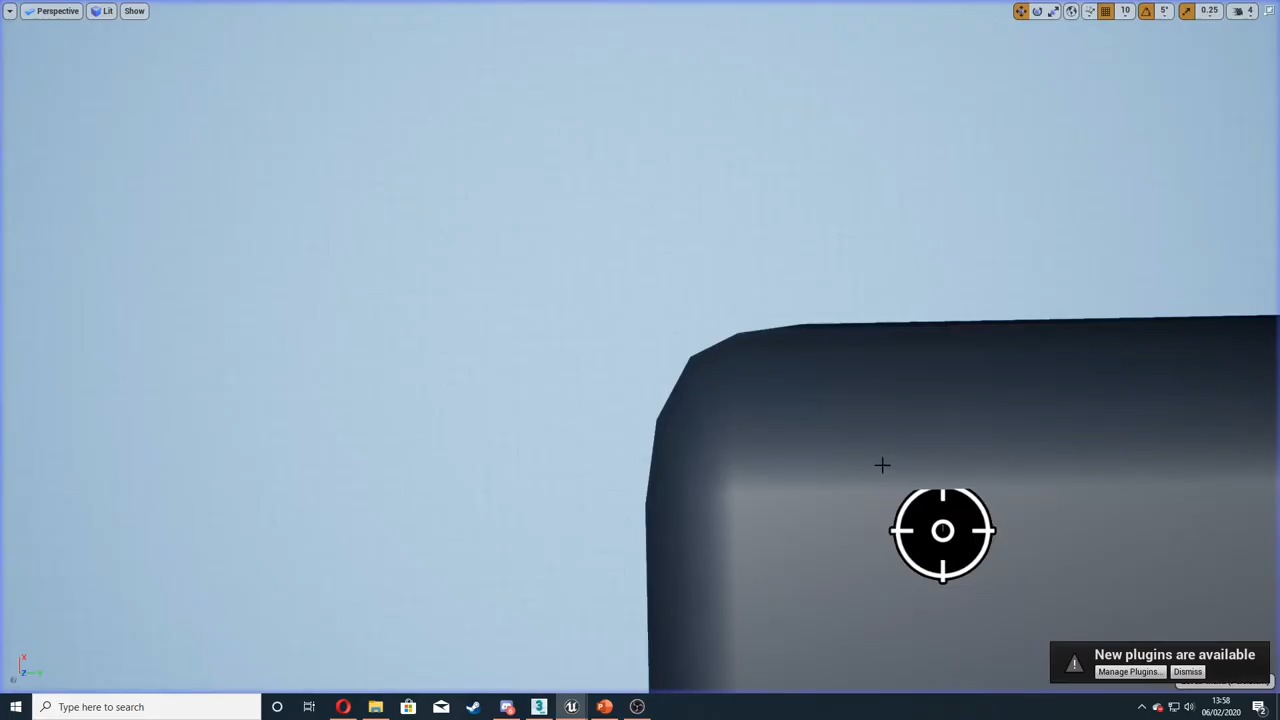 Perspective Lit Show 10 5° 0.25 4
New plugins are available
Manage Plugins... Dismiss
X
Z Y
Type here to search
13:58
06/02/2020
2